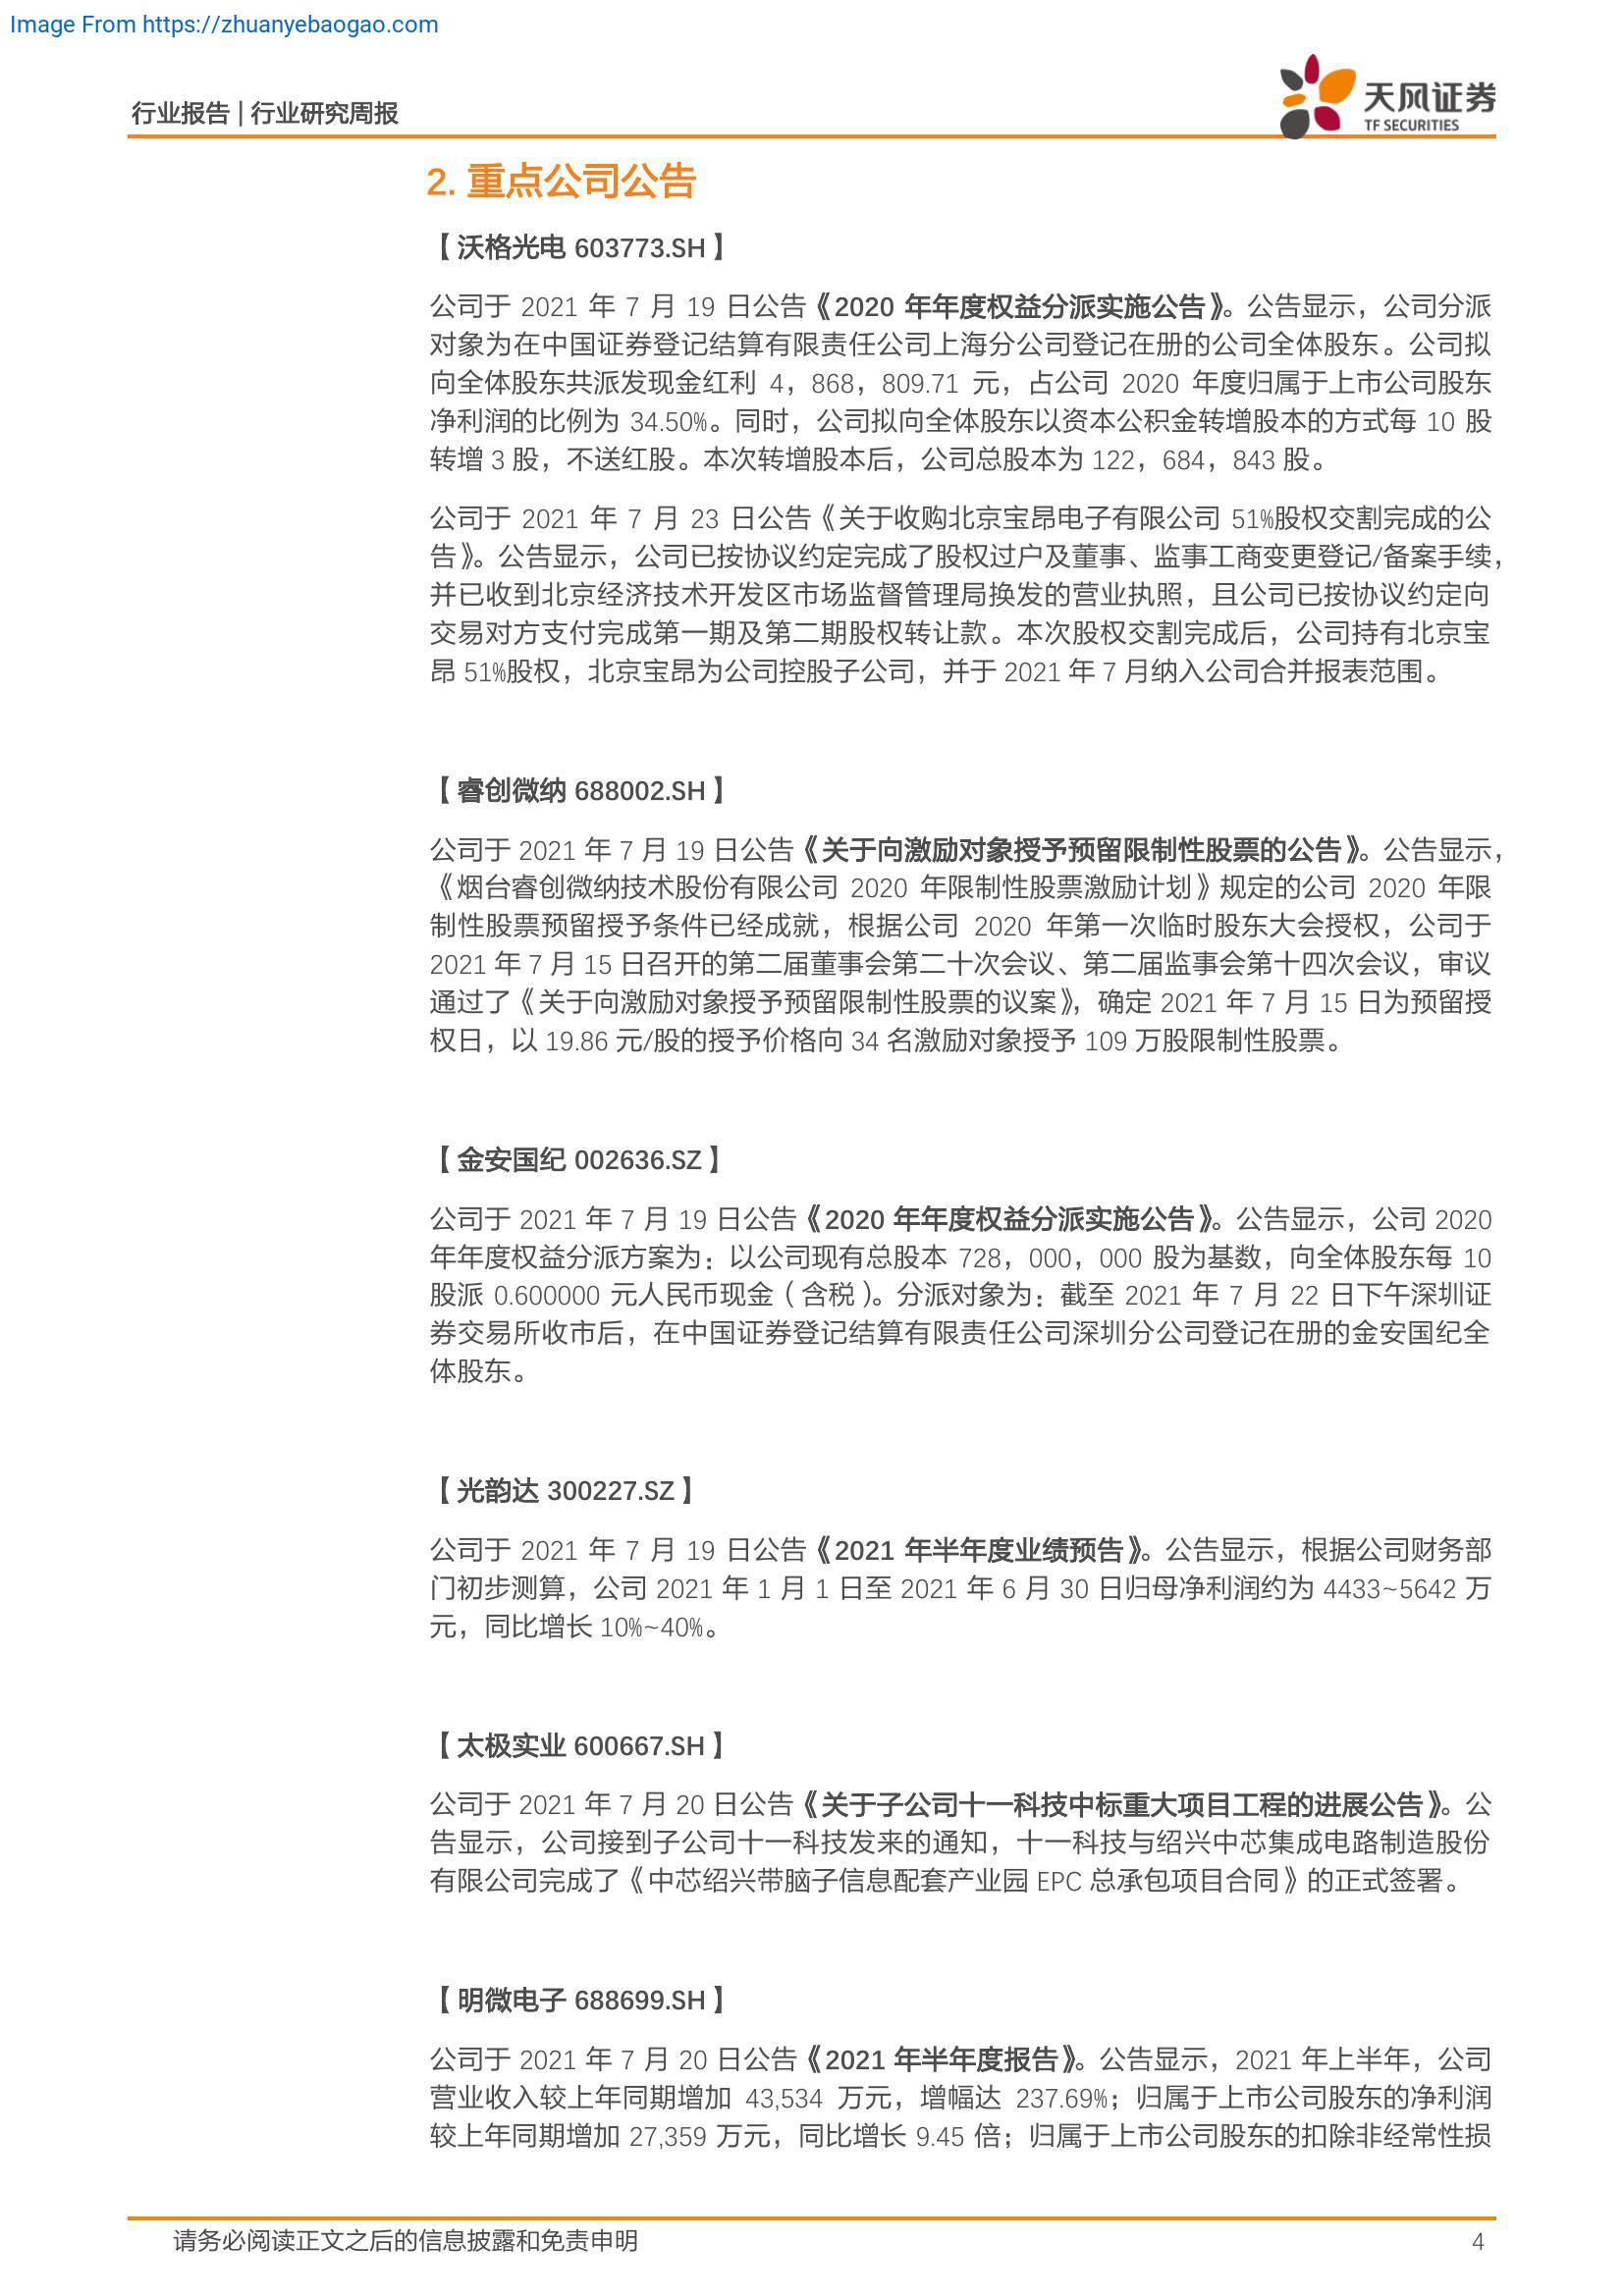 Image From https://zhuanyebaogao.com
行业报告 | 行业研究周报
天风证券
TF SECURITIES
2. 重点公司公告
【沃格光电 603773.SH】
公司于 2021 年 7 月 19 日公告《2020 年年度权益分派实施公告》。公告显示，公司分派
对象为在中国证券登记结算有限责任公司上海分公司登记在册的公司全体股东。公司拟
向全体股东共派发现金红利 4，868，809.71 元，占公司 2020 年度归属于上市公司股东
净利润的比例为 34.50%。同时，公司拟向全体股东以资本公积金转增股本的方式每 10 股
转增 3 股，不送红股。本次转增股本后，公司总股本为 122，684，843 股。
公司于 2021 年 7 月 23 日公告《关于收购北京宝昂电子有限公司 51%股权交割完成的公
告》。公告显示，公司已按协议约定完成了股权过户及董事、监事工商变更登记/备案手续，
并已收到北京经济技术开发区市场监督管理局换发的营业执照，且公司已按协议约定向
交易对方支付完成第一期及第二期股权转让款。本次股权交割完成后，公司持有北京宝
昂 51%股权，北京宝昂为公司控股子公司，并于 2021 年 7 月纳入公司合并报表范围。
【睿创微纳 688002.SH】
公司于 2021 年 7 月 19 日公告《关于向激励对象授予预留限制性股票的公告》。公告显示，
《烟台睿创微纳技术股份有限公司 2020 年限制性股票激励计划》规定的公司 2020 年限
制性股票预留授予条件已经成就，根据公司 2020 年第一次临时股东大会授权，公司于
2021 年 7 月 15 日召开的第二届董事会第二十次会议、第二届监事会第十四次会议，审议
通过了《关于向激励对象授予预留限制性股票的议案》，确定 2021 年 7 月 15 日为预留授
权日，以 19.86 元/股的授予价格向 34 名激励对象授予 109 万股限制性股票。
【金安国纪 002636.SZ】
公司于 2021 年 7 月 19 日公告《2020 年年度权益分派实施公告》。公告显示，公司 2020
年年度权益分派方案为：以公司现有总股本 728，000，000 股为基数，向全体股东每 10
股派 0.600000 元人民币现金（含税）。分派对象为：截至 2021 年 7 月 22 日下午深圳证
券交易所收市后，在中国证券登记结算有限责任公司深圳分公司登记在册的金安国纪全
体股东。
【光韵达 300227.SZ】
公司于 2021 年 7 月 19 日公告《2021 年半年度业绩预告》。公告显示，根据公司财务部
门初步测算，公司 2021 年 1 月 1 日至 2021 年 6 月 30 日归母净利润约为 4433~5642 万
元，同比增长 10%~40%。
【太极实业 600667.SH】
公司于 2021 年 7 月 20 日公告《关于子公司十一科技中标重大项目工程的进展公告》。公
告显示，公司接到子公司十一科技发来的通知，十一科技与绍兴中芯集成电路制造股份
有限公司完成了《中芯绍兴带脑子信息配套产业园 EPC 总承包项目合同》的正式签署。
【明微电子 688699.SH】
公司于 2021 年 7 月 20 日公告《2021 年半年度报告》。公告显示，2021 年上半年，公司
营业收入较上年同期增加 43,534 万元，增幅达 237.69%；归属于上市公司股东的净利润
较上年同期增加 27,359 万元，同比增长 9.45 倍；归属于上市公司股东的扣除非经常性损
请务必阅读正文之后的信息披露和免责申明
4